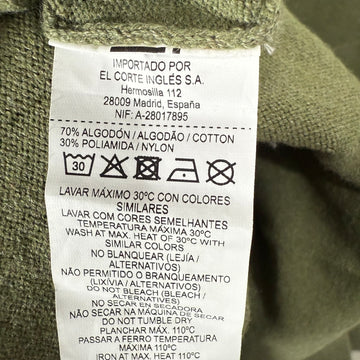 IMPORTADO POR
EL CORTE INGLÉS S.A.
Hermosilla 112
28009 Madrid, España
NIF: A-28017895
70% ALGODÓN / ALGODÃO / COTTON
30% POLIAMIDA / NYLON
30
LAVAR MÁXIMO 30ºC CON COLORES
SIMILARES
LAVAR COM CORES SEMELHANTES
TEMPERATURA MÁXIMA 30ºC
WASH AT MAX. HEAT OF 30ºC WITH
SIMILAR COLORS
NO BLANQUEAR (LEJÍA /
ALTERNATIVOS)
NÃO PERMITIDO O BRANQUEAMENTO
(LIXÍVIA / ALTERNATIVAS)
DO NOT BLEACH (BLEACH /
ALTERNATIVES)
NO SECAR EN SECADORA
NÃO SECAR NA MÁQUINA DE SECAR
DO NOT TUMBLE DRY
PLANCHAR MÁX. 110ºC
PASSAR A FERRO TEMPERATURA
MÁXIMA 110ºC
IRON AT MAX. HEAT 110ºC